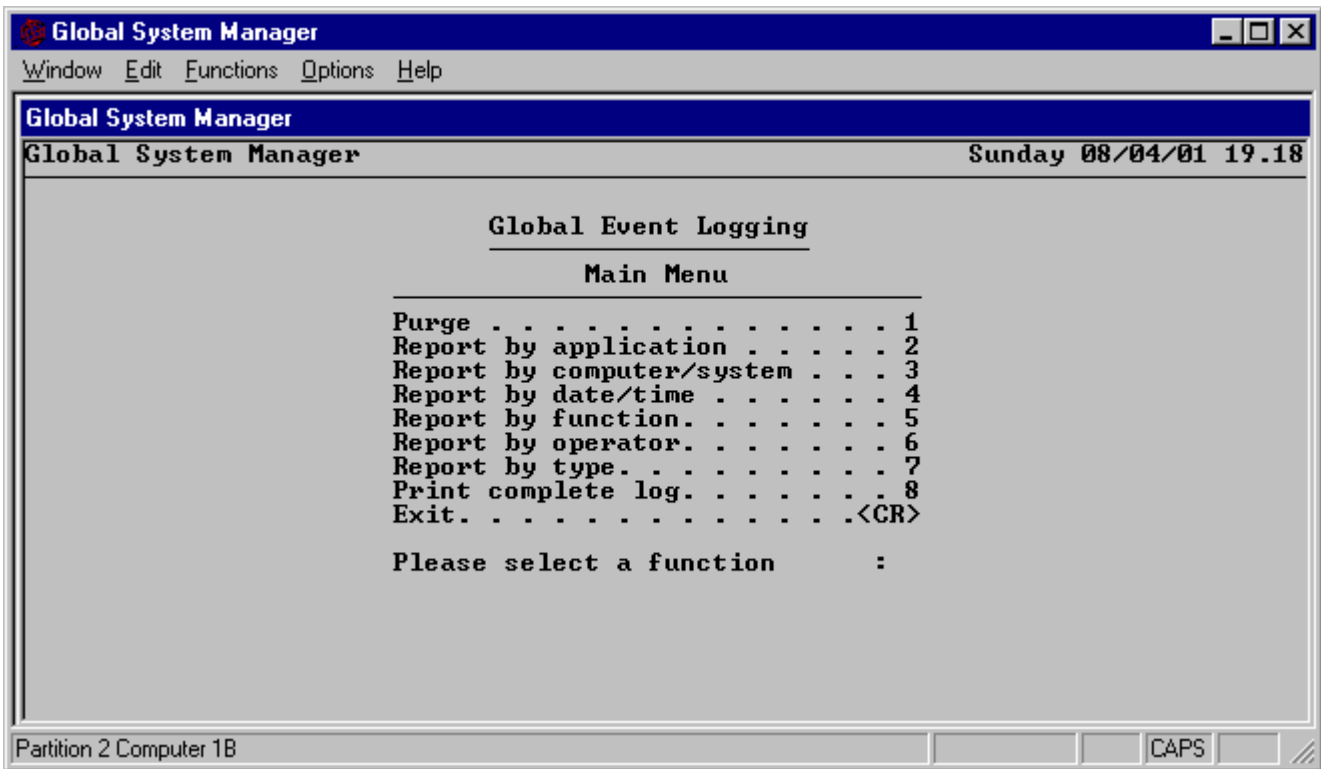 Global System Manager
Window Edit Functions Options Help
Global System Manager
Global System Manager Sunday 08/04/01 19.18
Global Event Logging
Main Menu
Purge . . . . . . . . . . . . . 1
Report by application . . . . . 2
Report by computer/system . . . 3
Report by date/time . . . . . . 4
Report by function. . . . . . . 5
Report by operator. . . . . . . 6
Report by type. . . . . . . . . 7
Print complete log. . . . . . . 8
Exit. . . . . . . . . . . . . .<CR>
Please select a function :
Partition 2 Computer 1B CAPS